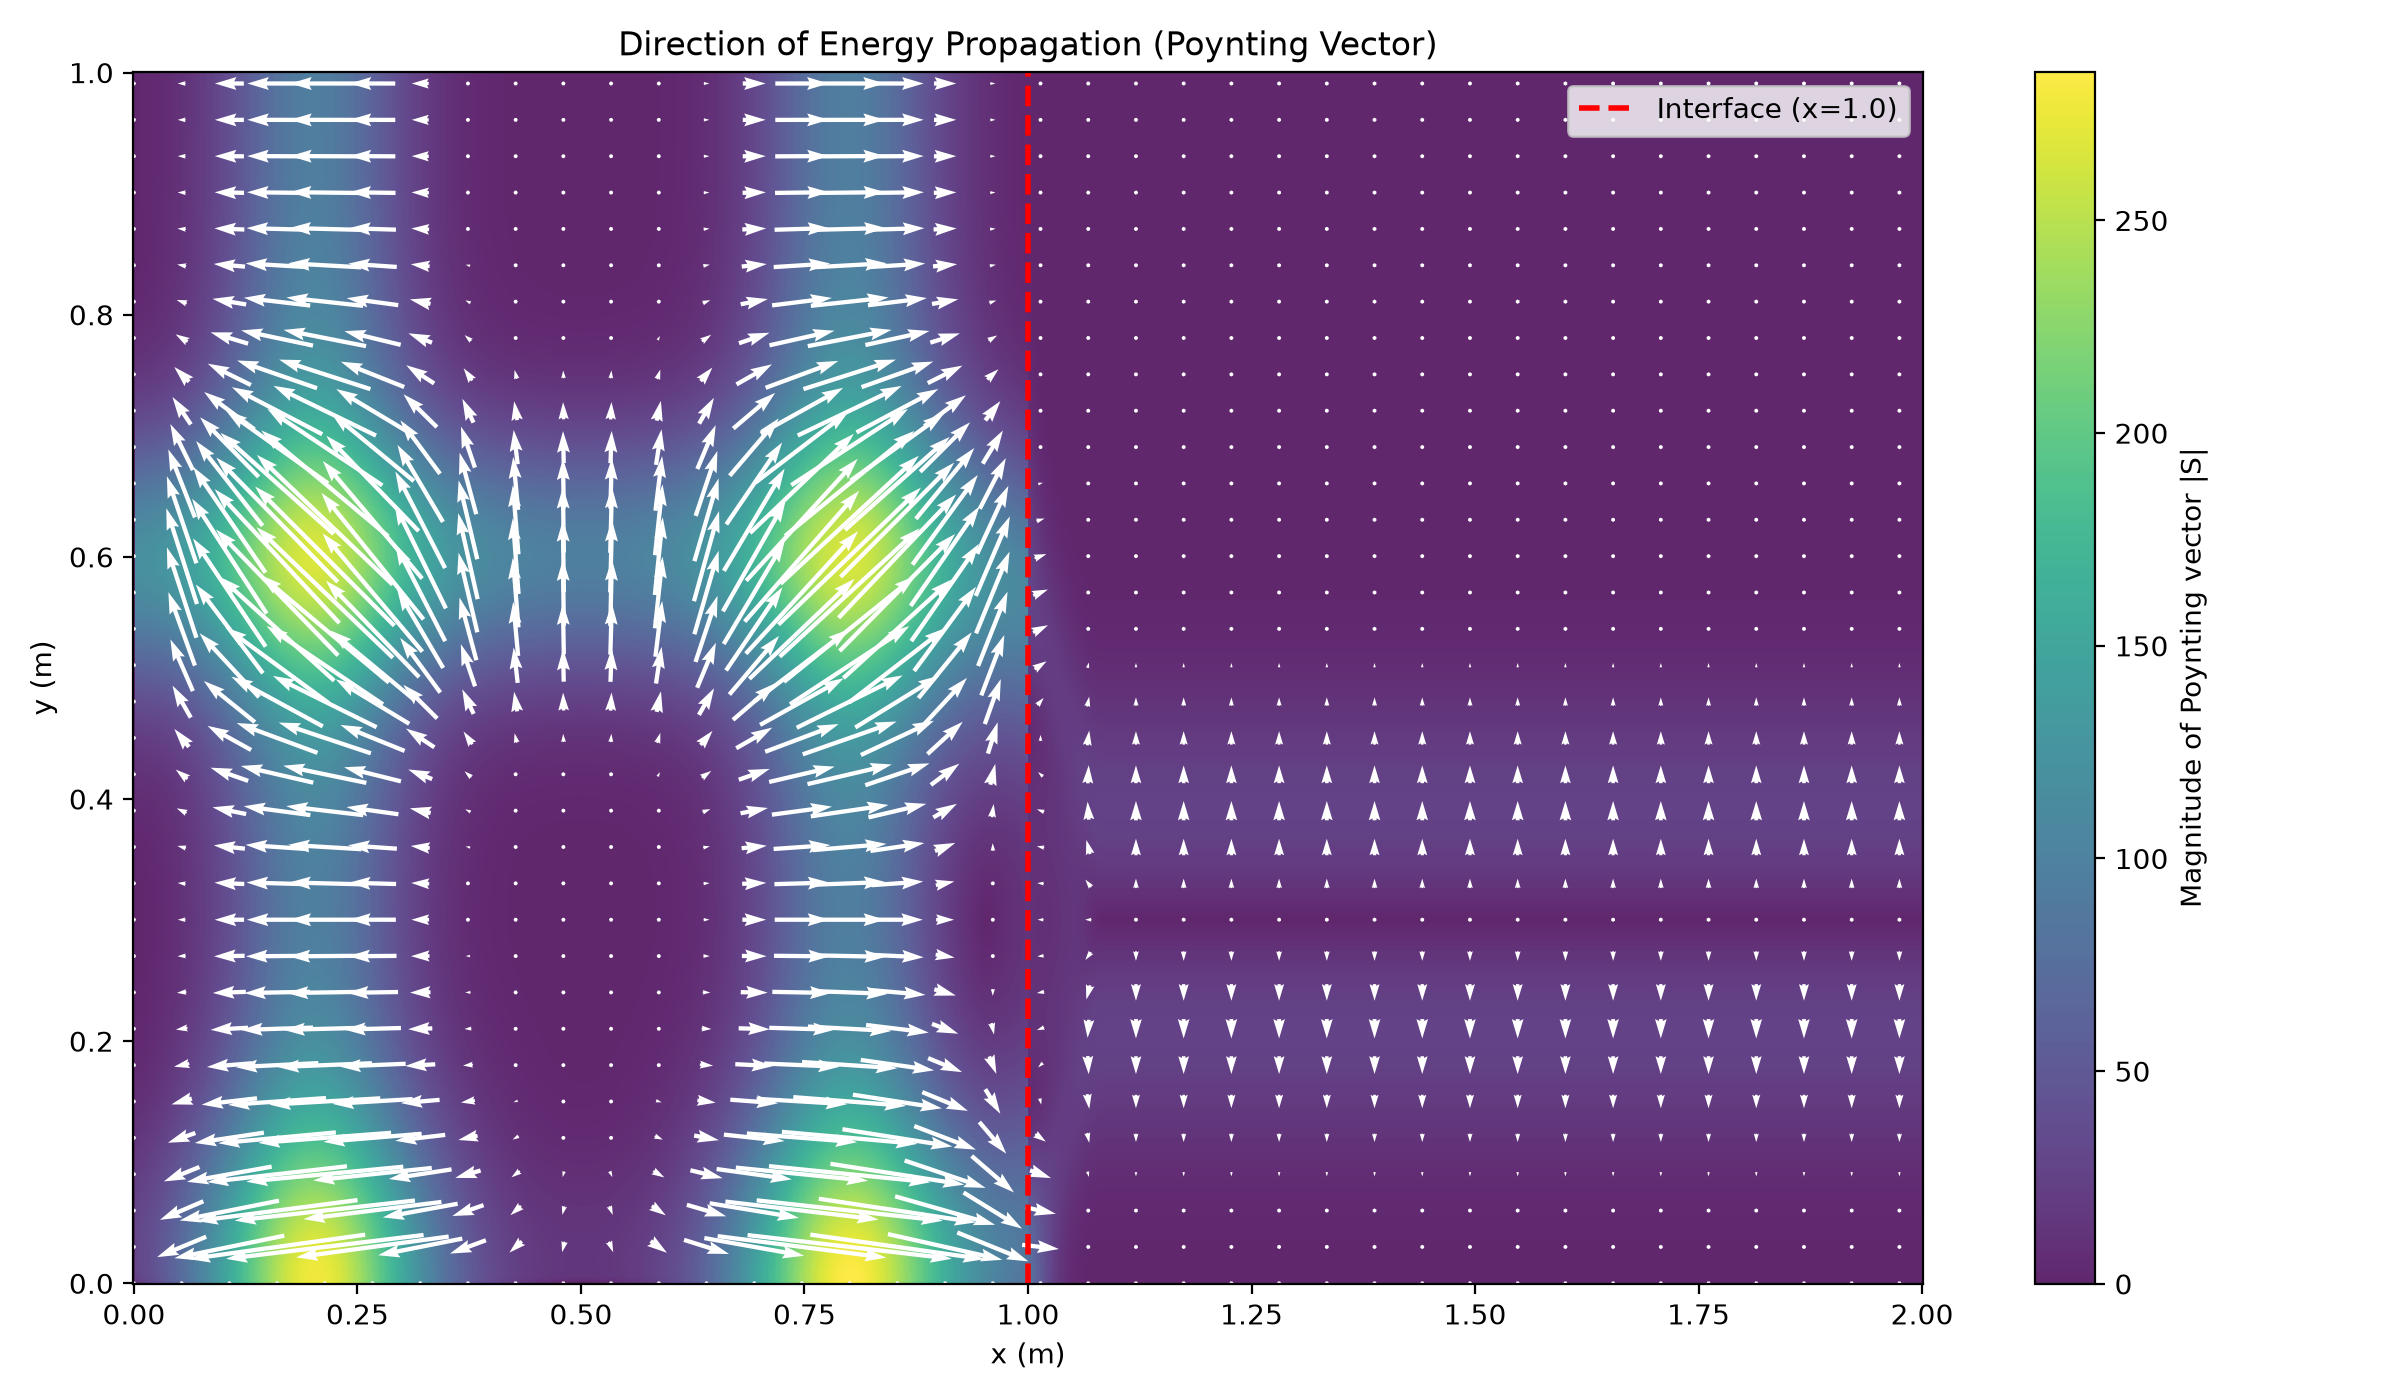 Direction of Energy Propagation (Poynting Vector)
Interface (x=1.0)
1.0
0.8
0.6
0.4
0.2
0.0
y (m)
0.00 0.25 0.50 0.75 1.00 1.25 1.50 1.75 2.00
x (m)
250
200
150
100
50
0
Magnitude of Poynting vector |S|